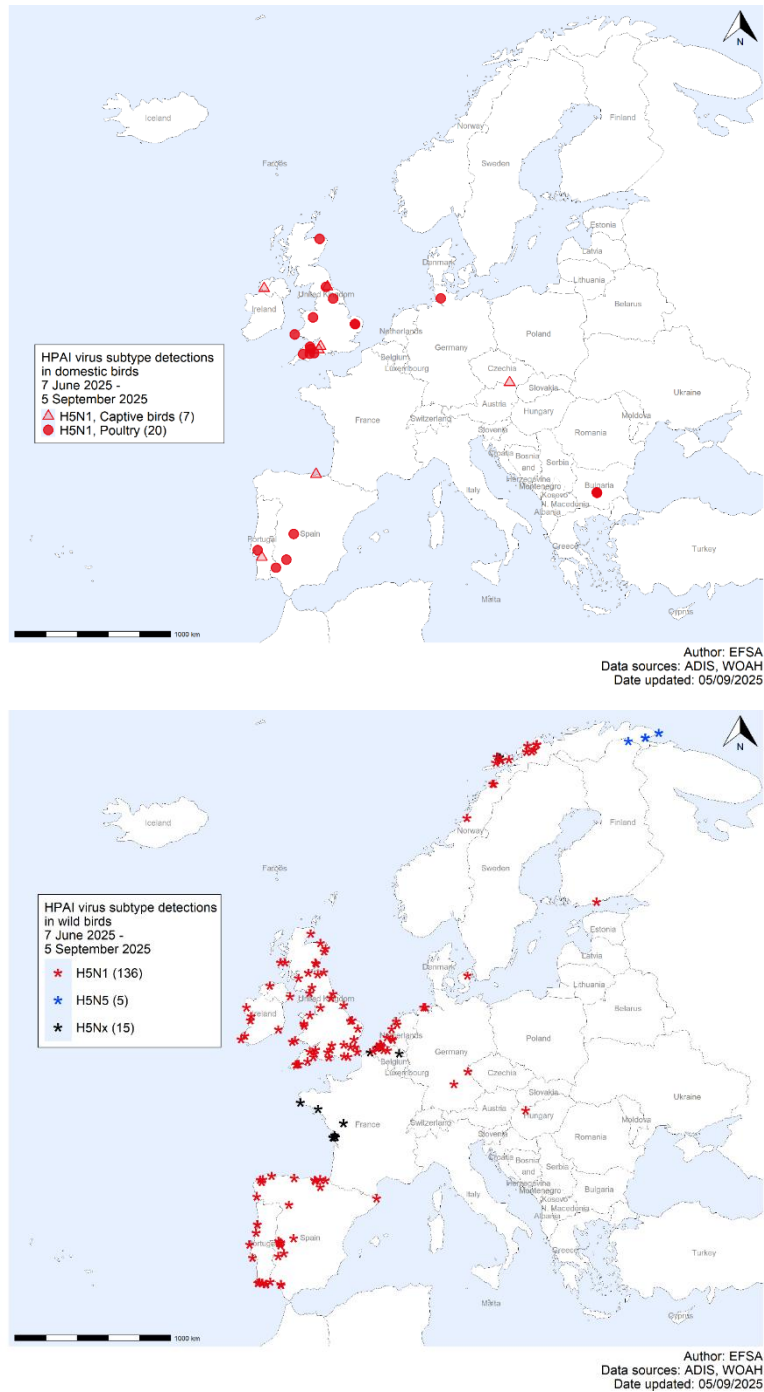 N
Iceland
Finland
Norway
Faroes
Sweden
Estonia
Latvia
Denmark
Lithuania
United Kingdom
Belarus
Ireland
Netherlands
Poland
Germany
Belgium
Luxembourg
Czechia
Ukraine
Slovakia
Austria
France
Hungary
Moldova
Switzerland
Slovenia
Romania
Croatia
Bosnia
and
Herzegovina
Serbia
Montenegro
Kosovo
Bulgaria
Italy
N. Macedonia
Albania
Portugal
Spain
Greece
Turkey
Malta
Cyprus
HPAI virus subtype detections
in domestic birds
7 June 2025 -
5 September 2025
H5N1, Captive birds (7)
H5N1, Poultry (20)
1000 km
Author: EFSA
Data sources: ADIS, WOAH
Date updated: 05/09/2025
N
Iceland
Finland
Norway
Faroes
Sweden
Estonia
Latvia
Denmark
Lithuania
United Kingdom
Belarus
Ireland
Netherlands
Poland
Germany
Belgium
Luxembourg
Czechia
Ukraine
Slovakia
Austria
France
Hungary
Moldova
Switzerland
Slovenia
Romania
Croatia
Bosnia
and
Herzegovina
Serbia
Montenegro
Kosovo
Bulgaria
Italy
N. Macedonia
Albania
Portugal
Spain
Greece
Turkey
Malta
Cyprus
HPAI virus subtype detections
in wild birds
7 June 2025 -
5 September 2025
H5N1 (136)
H5N5 (5)
H5Nx (15)
1000 km
Author: EFSA
Data sources: ADIS, WOAH
Date updated: 05/09/2025